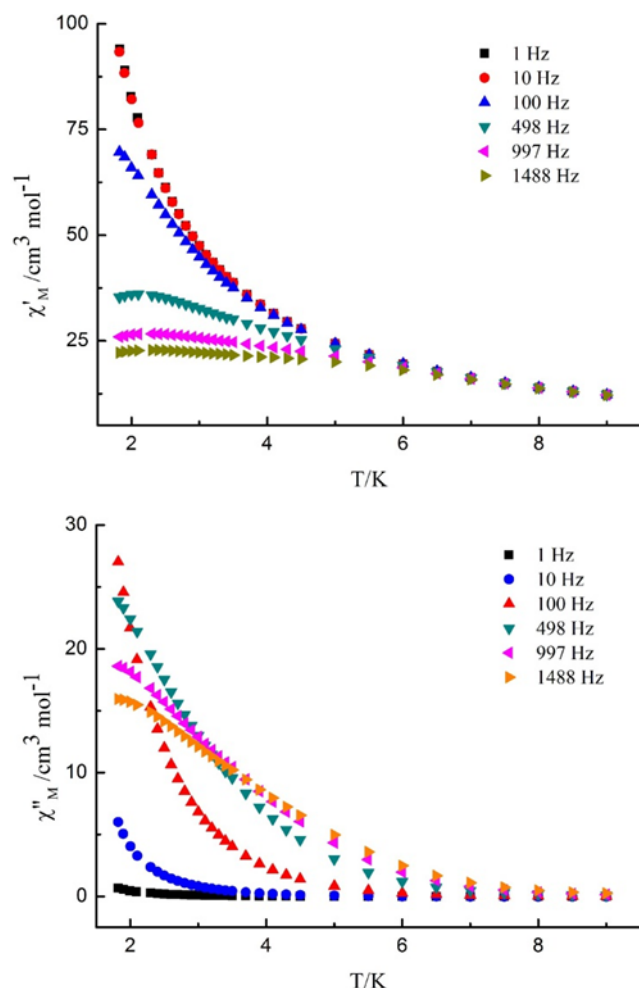 100
75
50
25
χ'M /cm³ mol⁻¹
1 Hz
10 Hz
100 Hz
498 Hz
997 Hz
1488 Hz
2 4 6 8
T/K
30
20
10
0
χ"M /cm³ mol⁻¹
1 Hz
10 Hz
100 Hz
498 Hz
997 Hz
1488 Hz
2 4 6 8
T/K